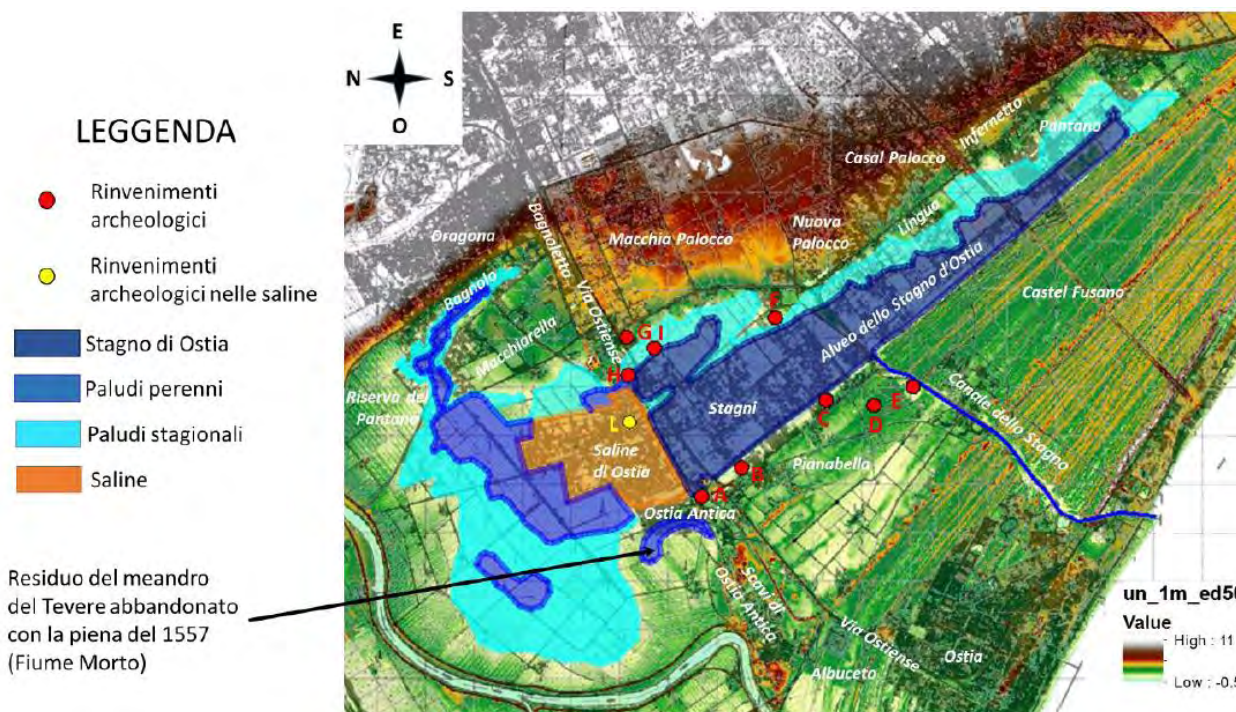 E
N
S
O
LEGGENDA
Rinvenimenti
archeologici
Rinvenimenti
archeologici nelle saline
Stagno di Ostia
Paludi perenni
Paludi stagionali
Saline
Residuo del meandro
del Tevere abbandonato
con la piena del 1557
(Fiume Morto)
Pantano
Infernetto
Casal Palocco
Lingua
Nuova
Palocco
Macchia Palocco
Dragona
Bagnoletto
Via Ostiense
Bagnolo
Macchiarella
Riserva del
Pantano
Castel Fusano
Alveo dello Stagno d'Ostia
F
G
I
H
L
Stagni
Saline
di Ostia
C
E
D
B
A
Canale dello Stagno
Pianabella
Ostia Antica
Scavi di
Ostia Antica
Via Ostiense
Albuceto
Ostia
un_1m_ed50
Value
High : 11
Low : -0.5